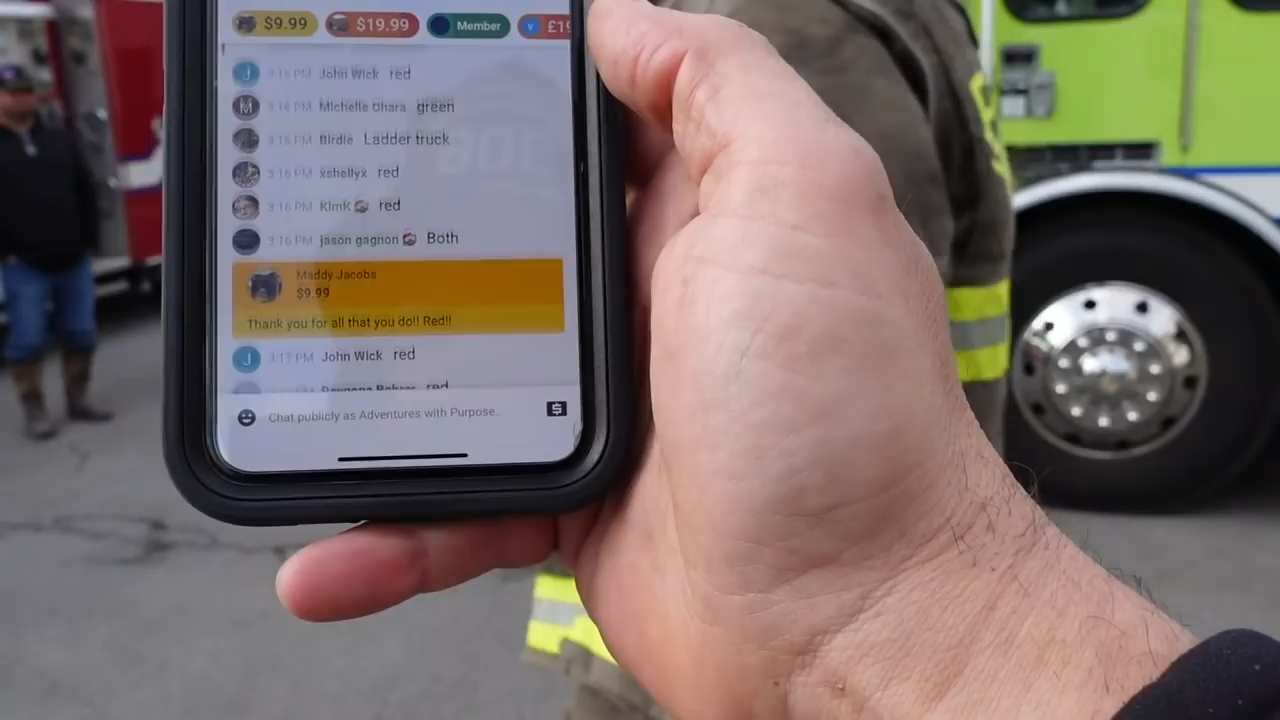 $9.99 $19.99 Member Y £19
J 3:16 PM John Wick red
M 3:16 PM Michelle Ohara green
3:16 PM Birdie Ladder truck
3:16 PM xshellyx red
3:16 PM KimK red
3:16 PM jason gagnon Both
Maddy Jacobs
$9.99
Thank you for all that you do!! Red!!
J 3:17 PM John Wick red
red
Chat publicly as Adventures with Purpose...